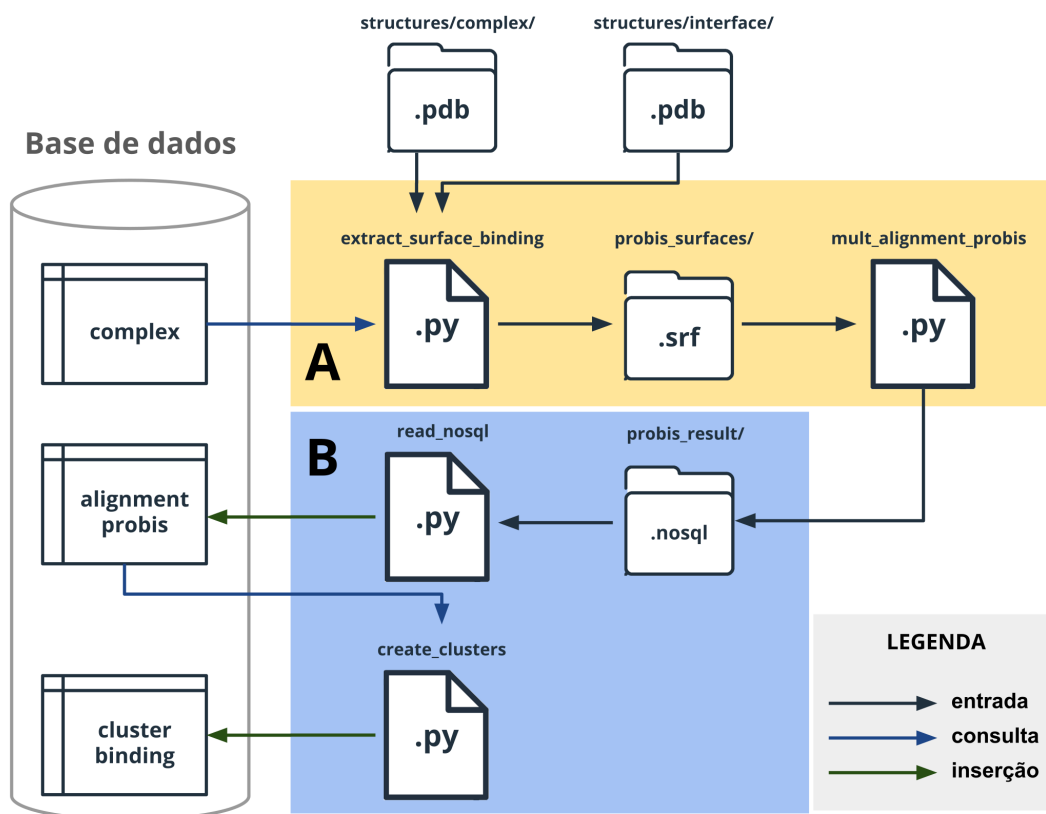 structures/complex/
structures/interface/
.pdb
.pdb
Base de dados
extract_surface_binding
probis_surfaces/
mult_alignment_probis
complex
.py
.srf
.py
A
B
read_nosql
probis_result/
alignment
probis
.py
.nosql
create_clusters
cluster
binding
.py
LEGENDA
entrada
consulta
inserção